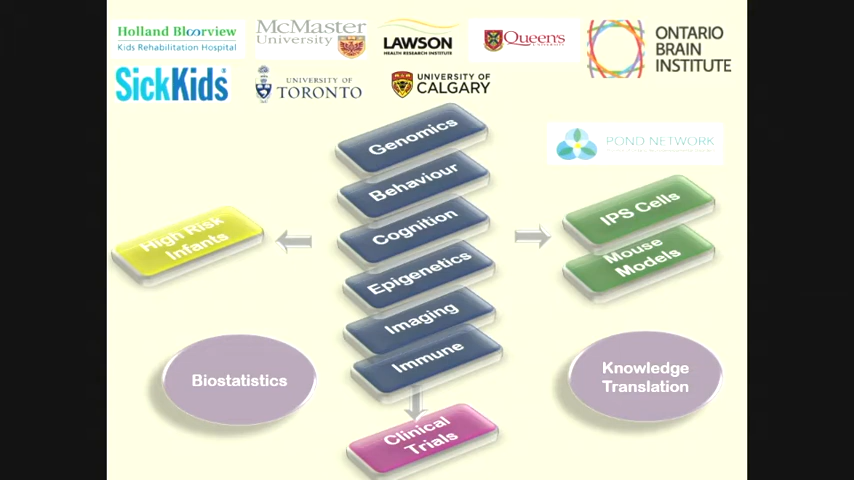 Holland Bloorview
Kids Rehabilitation Hospital
McMaster
University
LAWSON
HEALTH RESEARCH INSTITUTE
Queen's
UNIVERSITY
ONTARIO
BRAIN
INSTITUTE
SickKids
UNIVERSITY OF
TORONTO
UNIVERSITY OF
CALGARY
POND NETWORK
Genomics
Behaviour
Cognition
Epigenetics
Imaging
Immune
High Risk
Infants
IPS Cells
Mouse
Models
Biostatistics
Knowledge
Translation
Clinical
Trials